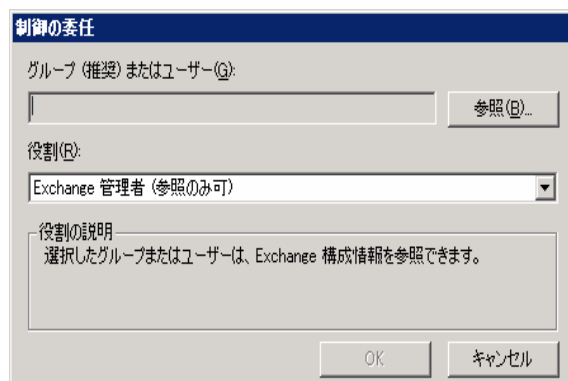 制御の委任
グループ (推奨) またはユーザー(G):
参照(B)...
役割(R):
Exchange 管理者 (参照のみ可)
役割の説明
選択したグループまたはユーザーは、Exchange 構成情報を参照できます。
OK
キャンセル